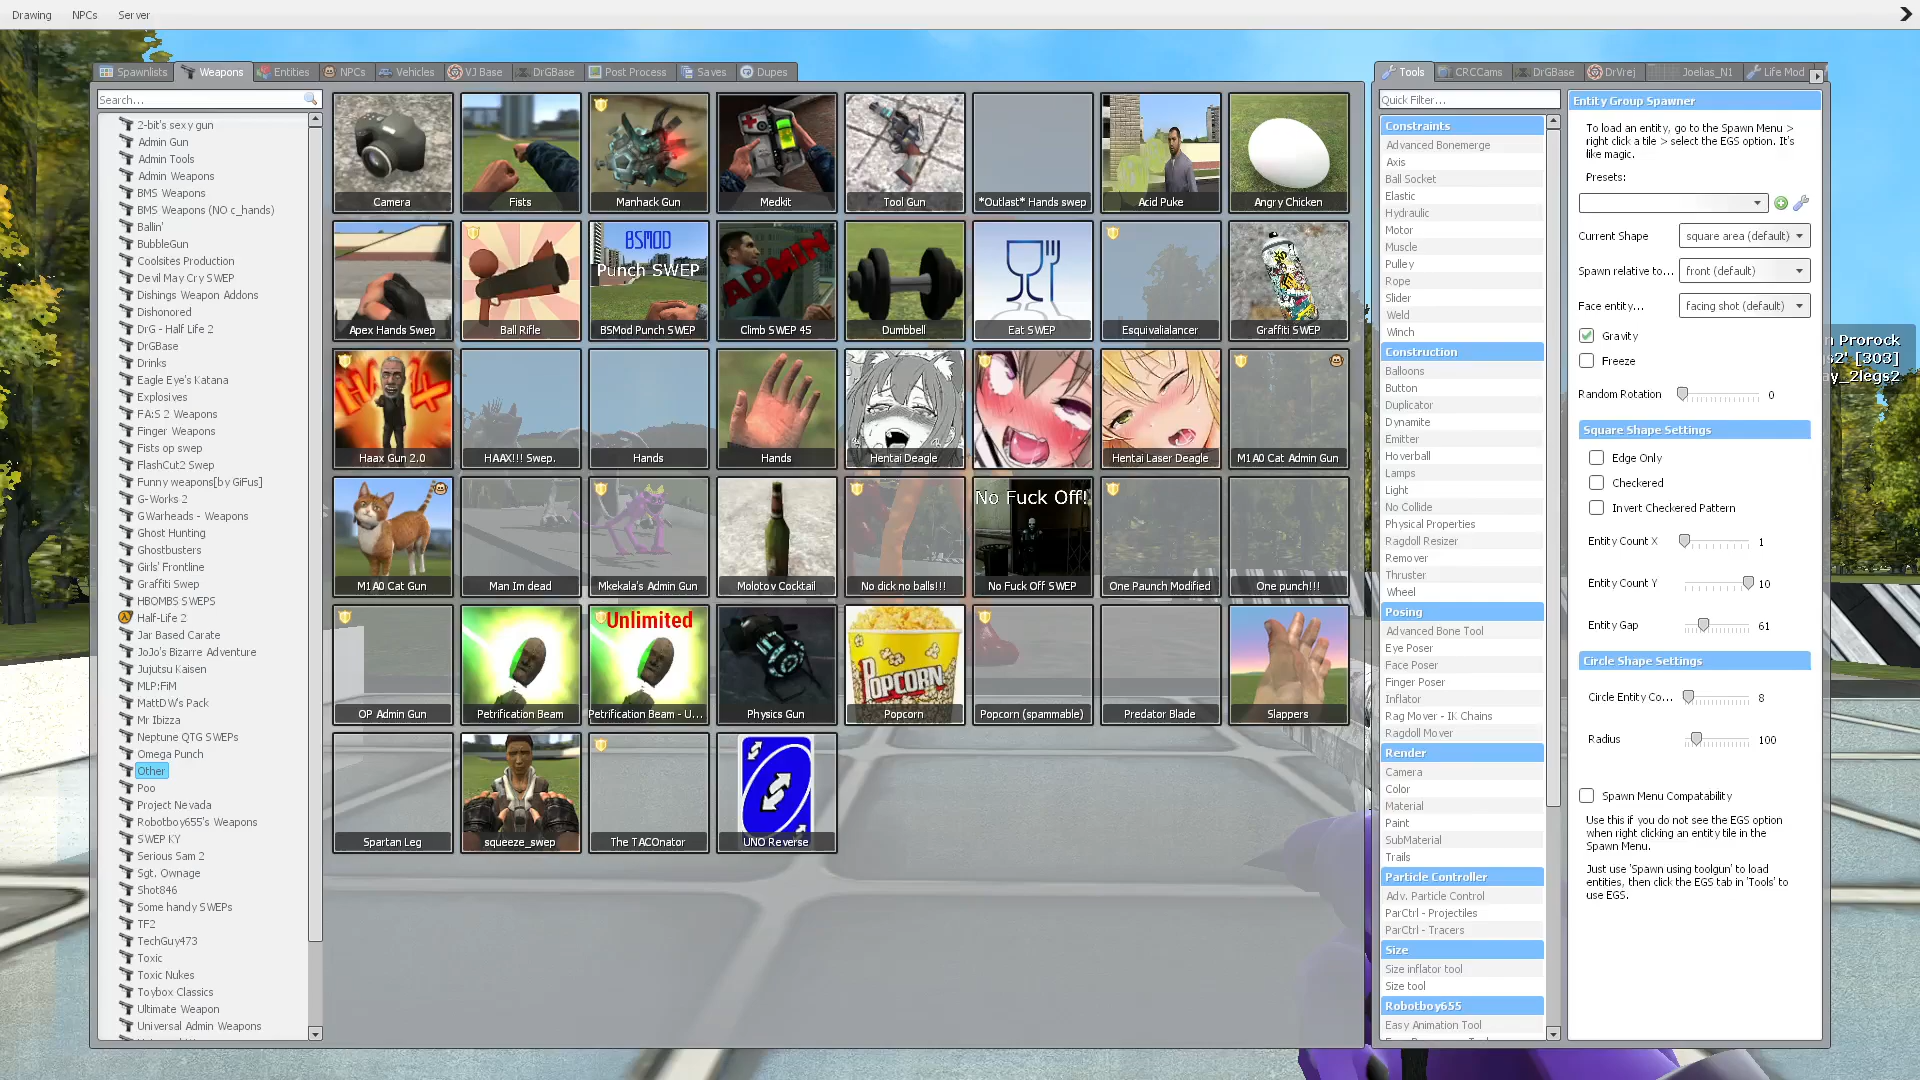 Drawing NPCs Server
Spawnlists Weapons Entities NPCs Vehicles VJ Base DrGBase Post Process Saves Dupes
Search...
2-bit's sexy gun
Admin Gun
Admin Tools
Admin Weapons
BMS Weapons
BMS Weapons (NO c_hands)
Ballin'
BubbleGun
Coolsites Production
Devil May Cry SWEP
Dishings Weapon Addons
Dishonored
DrG - Half Life 2
DrGBase
Drinks
Eagle Eye's Katana
Explosives
FA:S 2 Weapons
Finger Weapons
Fists op swep
FlashCut2 Swep
Funny weapons[by GiFus]
G-Works 2
GWarheads - Weapons
Ghost Hunting
Ghostbusters
Girls' Frontline
Graffiti Swep
HBOMBS SWEPS
Half-Life 2
Jar Based Carate
JoJo's Bizarre Adventure
Jujutsu Kaisen
MLP:FiM
MattDW's Pack
Mr Ibizza
Neptune QTG SWEPs
Omega Punch
Other
Poo
Project Nevada
Robotboy655's Weapons
SWEP KY
Serious Sam 2
Sgt. Ownage
Shot846
Some handy SWEPs
TF2
TechGuy473
Toxic
Toxic Nukes
Toybox Classics
Ultimate Weapon
Universal Admin Weapons
Camera Fists Manhack Gun Medkit Tool Gun *Outlast* Hands swep Acid Puke Angry Chicken
BSMOD
Punch SWEP
ADMIN
Apex Hands Swep Ball Rifle BSMod Punch SWEP Climb SWEP 45 Dumbbell Eat SWEP Esquivalialancer Graffiti SWEP
HAAX
Haax Gun 2.0 HAAX!!! Swep. Hands Hands Hentai Deagle Hentai Laser Deagle M1A0 Cat Admin Gun
No Fuck Off!
M1A0 Cat Gun Man Im dead Mkekala's Admin Gun Molotov Cocktail No dick no balls!!! No Fuck Off SWEP One Paunch Modified One punch!!!
Unlimited
POPCORN
POPCORN
OP Admin Gun Petrification Beam Petrification Beam - U... Physics Gun Popcorn Popcorn (spammable) Predator Blade Slappers
Spartan Leg squeeze_swep The TACOnator UNO Reverse
Tools CRCCams DrGBase DrVrej Joelias_N1 Life Mod
Quick Filter...
Constraints
Advanced Bonemerge
Axis
Ball Socket
Elastic
Hydraulic
Motor
Muscle
Pulley
Rope
Slider
Weld
Winch
Construction
Balloons
Button
Duplicator
Dynamite
Emitter
Hoverball
Lamps
Light
No Collide
Physical Properties
Ragdoll Resizer
Remover
Thruster
Wheel
Posing
Advanced Bone Tool
Eye Poser
Face Poser
Finger Poser
Inflator
Rag Mover - IK Chains
Ragdoll Mover
Render
Camera
Color
Material
Paint
SubMaterial
Trails
Particle Controller
Adv. Particle Control
ParCtrl - Projectiles
ParCtrl - Tracers
Size
Size inflator tool
Size tool
Robotboy655
Easy Animation Tool
Entity Group Spawner
To load an entity, go to the Spawn Menu >
right click a tile > select the EGS option. It's
like magic.
Presets:
Current Shape square area (default)
Spawn relative to... front (default)
Face entity... facing shot (default)
Gravity
Freeze
Random Rotation 0
Square Shape Settings
Edge Only
Checkered
Invert Checkered Pattern
Entity Count X 1
Entity Count Y 10
Entity Gap 61
Circle Shape Settings
Circle Entity Co... 8
Radius 100
Spawn Menu Compatability
Use this if you do not see the EGS option
when right clicking an entity tile in the
Spawn Menu.
Just use 'Spawn using toolgun' to load
entities, then click the EGS tab in 'Tools' to
use EGS.
n Prorock
s2' [303]
ay_2legs2